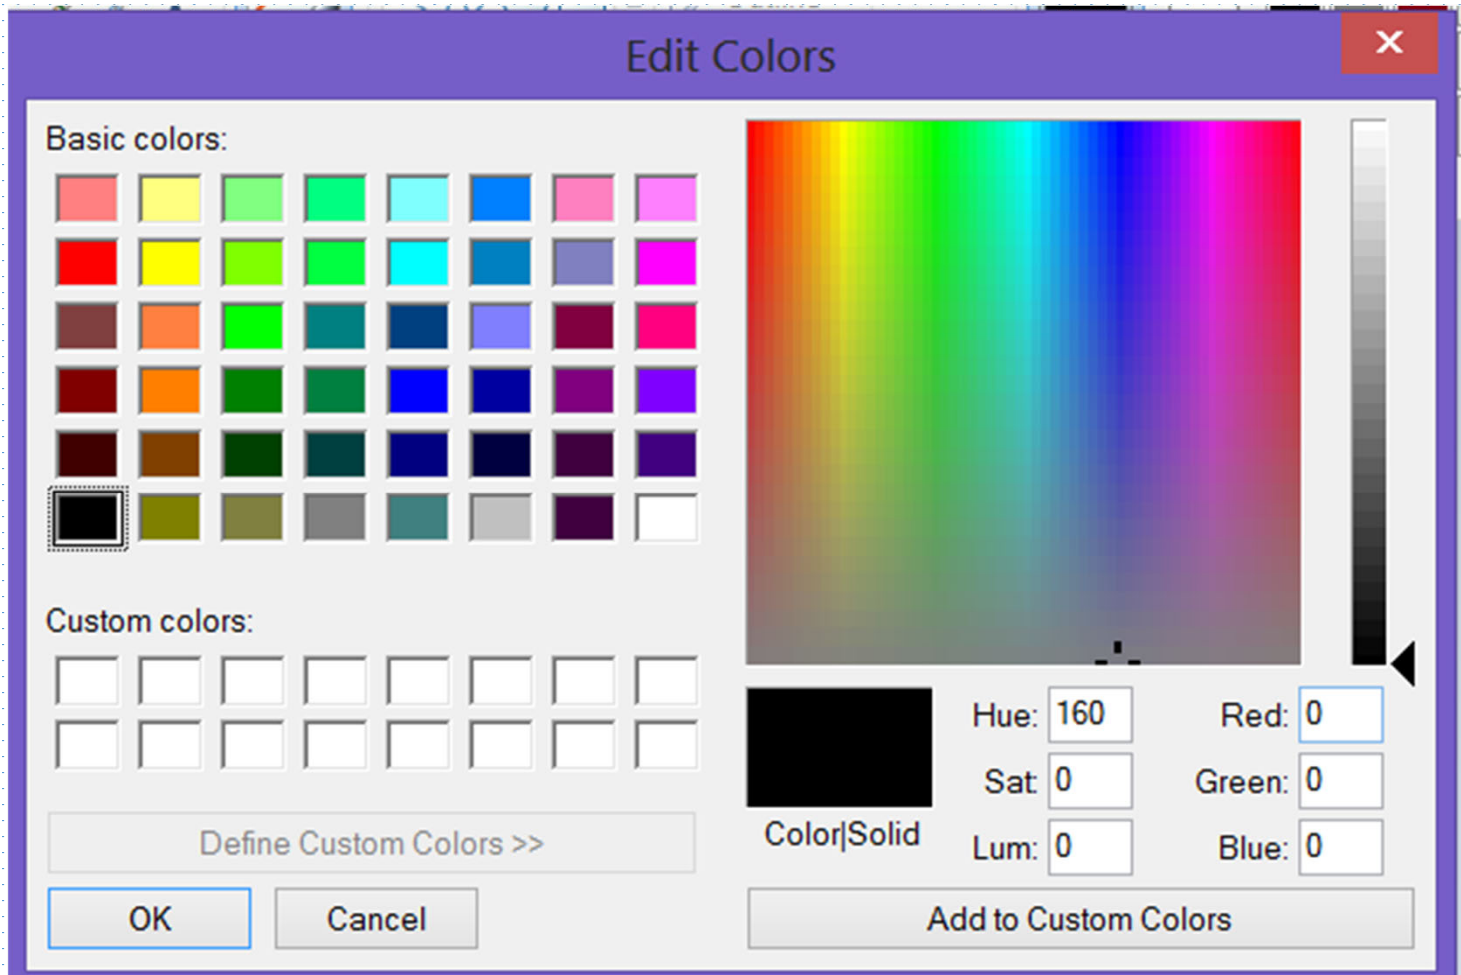 Edit Colors
Basic colors:
Custom colors:
Define Custom Colors >>
OK
Cancel
Color|Solid
Hue: 160
Sat: 0
Lum: 0
Red: 0
Green: 0
Blue: 0
Add to Custom Colors